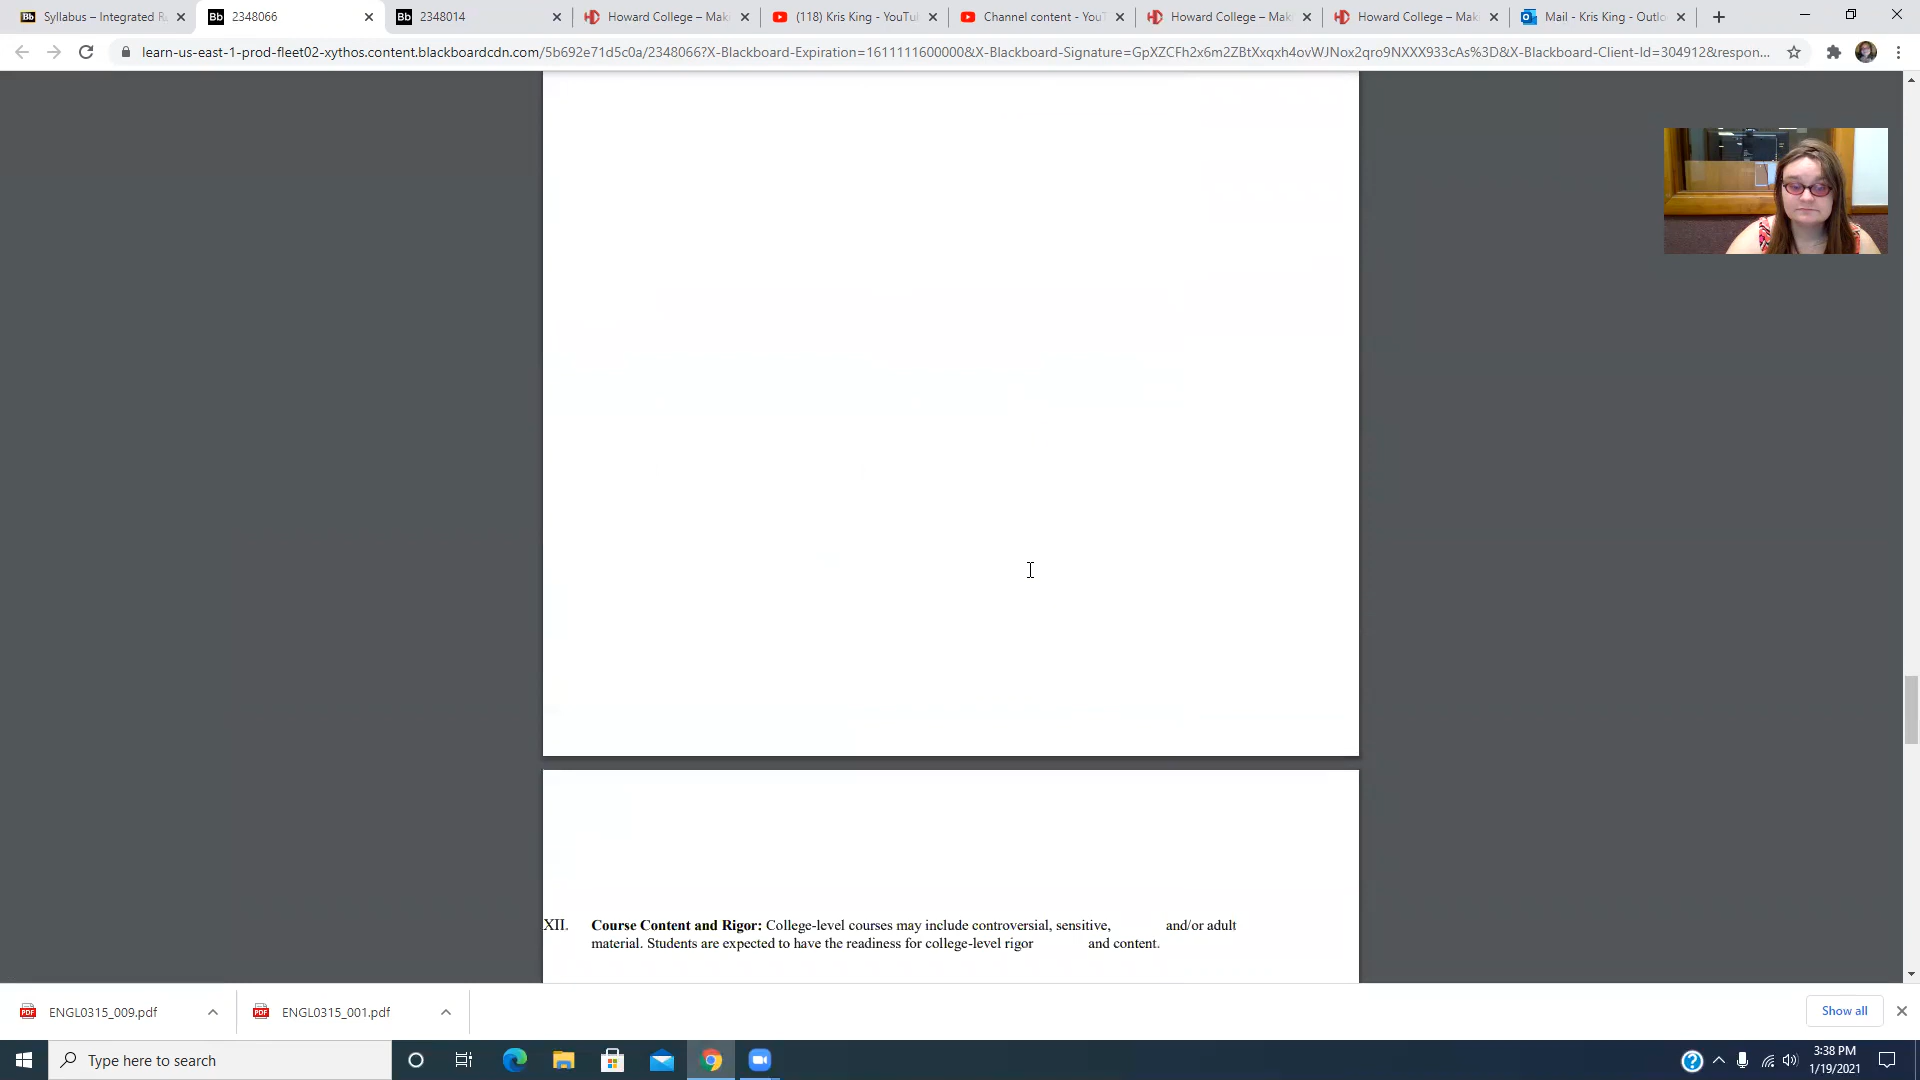 Syllabus – Integrated R
2348066
2348014
Howard College – Mak
(118) Kris King - YouTu
Channel content - YouT
Howard College – Mak
Howard College – Mak
Mail - Kris King - Outlo
learn-us-east-1-prod-fleet02-xythos.content.blackboardcdn.com/5b692e71d5c0a/2348066?X-Blackboard-Expiration=1611111600000&X-Blackboard-Signature=GpXZCFh2x6m2ZBtXxqxh4ovWJNox2qro9NXXX933cAs%3D&X-Blackboard-Client-Id=304912&respon...
XII. Course Content and Rigor: College-level courses may include controversial, sensitive, and/or adult
material. Students are expected to have the readiness for college-level rigor and content.
ENGL0315_009.pdf
ENGL0315_001.pdf
Show all
Type here to search
3:38 PM
1/19/2021